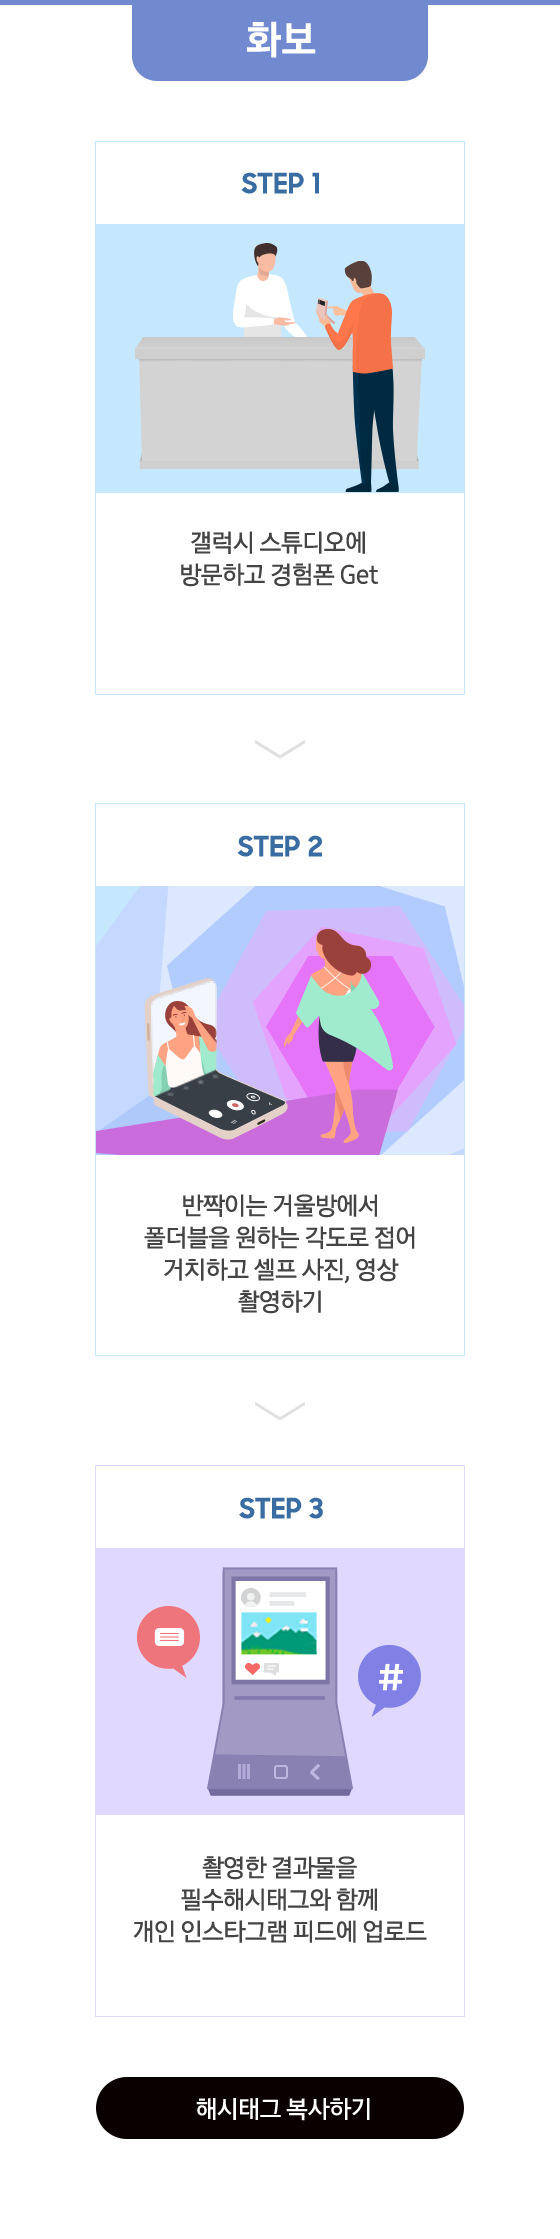 화보
STEP 1
갤럭시 스튜디오에
방문하고 경험폰 Get
STEP 2
반짝이는 거울방에서
폴더블을 원하는 각도로 접어
거치하고 셀프 사진, 영상
촬영하기
STEP 3
#
촬영한 결과물을
필수해시태그와 함께
개인 인스타그램 피드에 업로드
해시태그 복사하기